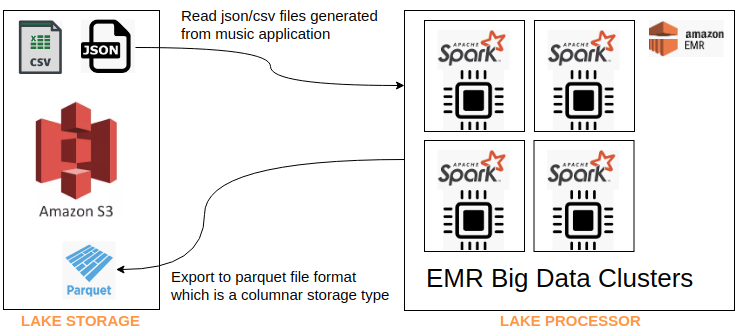 CSV
JSON
Amazon S3
Parquet
LAKE STORAGE
Read json/csv files generated
from music application
Export to parquet file format
which is a columnar storage type
APACHE
Spark
APACHE
Spark
amazon
EMR
APACHE
Spark
APACHE
Spark
EMR Big Data Clusters
LAKE PROCESSOR